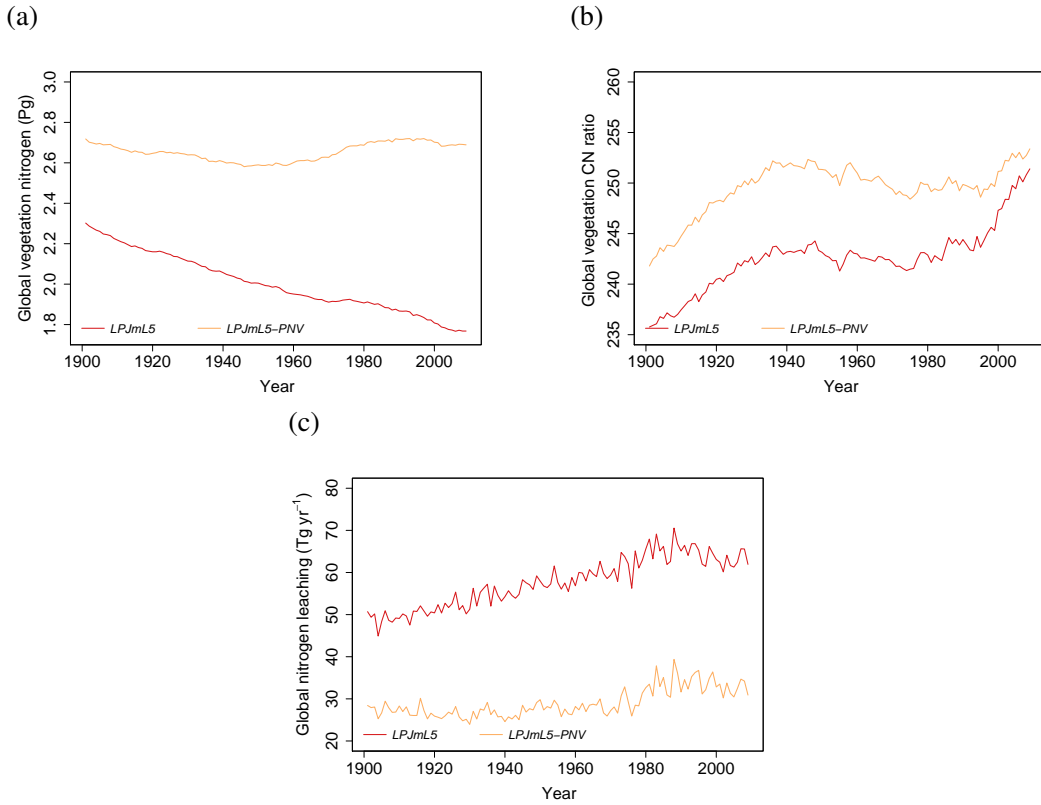 (a)
Global vegetation nitrogen (Pg)
3.0
2.8
2.6
2.4
2.2
2.0
1.8
LPJmL5 LPJmL5−PNV
1900 1920 1940 1960 1980 2000
Year
(b)
Global vegetation CN ratio
260
255
250
245
240
235
LPJmL5 LPJmL5−PNV
1900 1920 1940 1960 1980 2000
Year
(c)
Global nitrogen leaching (Tg yr⁻¹)
80
70
60
50
40
30
20
LPJmL5 LPJmL5−PNV
1900 1920 1940 1960 1980 2000
Year